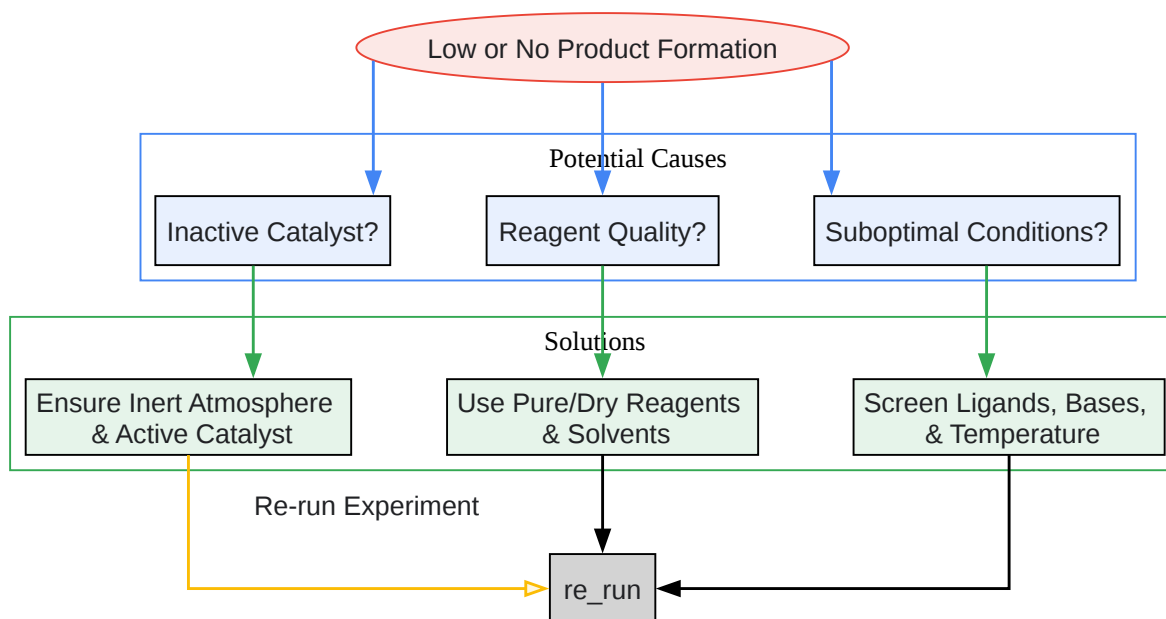 Low or No Product Formation
Potential Causes
Inactive Catalyst?
Reagent Quality?
Suboptimal Conditions?
Solutions
Ensure Inert Atmosphere
& Active Catalyst
Use Pure/Dry Reagents
& Solvents
Screen Ligands, Bases,
& Temperature
Re-run Experiment
re_run